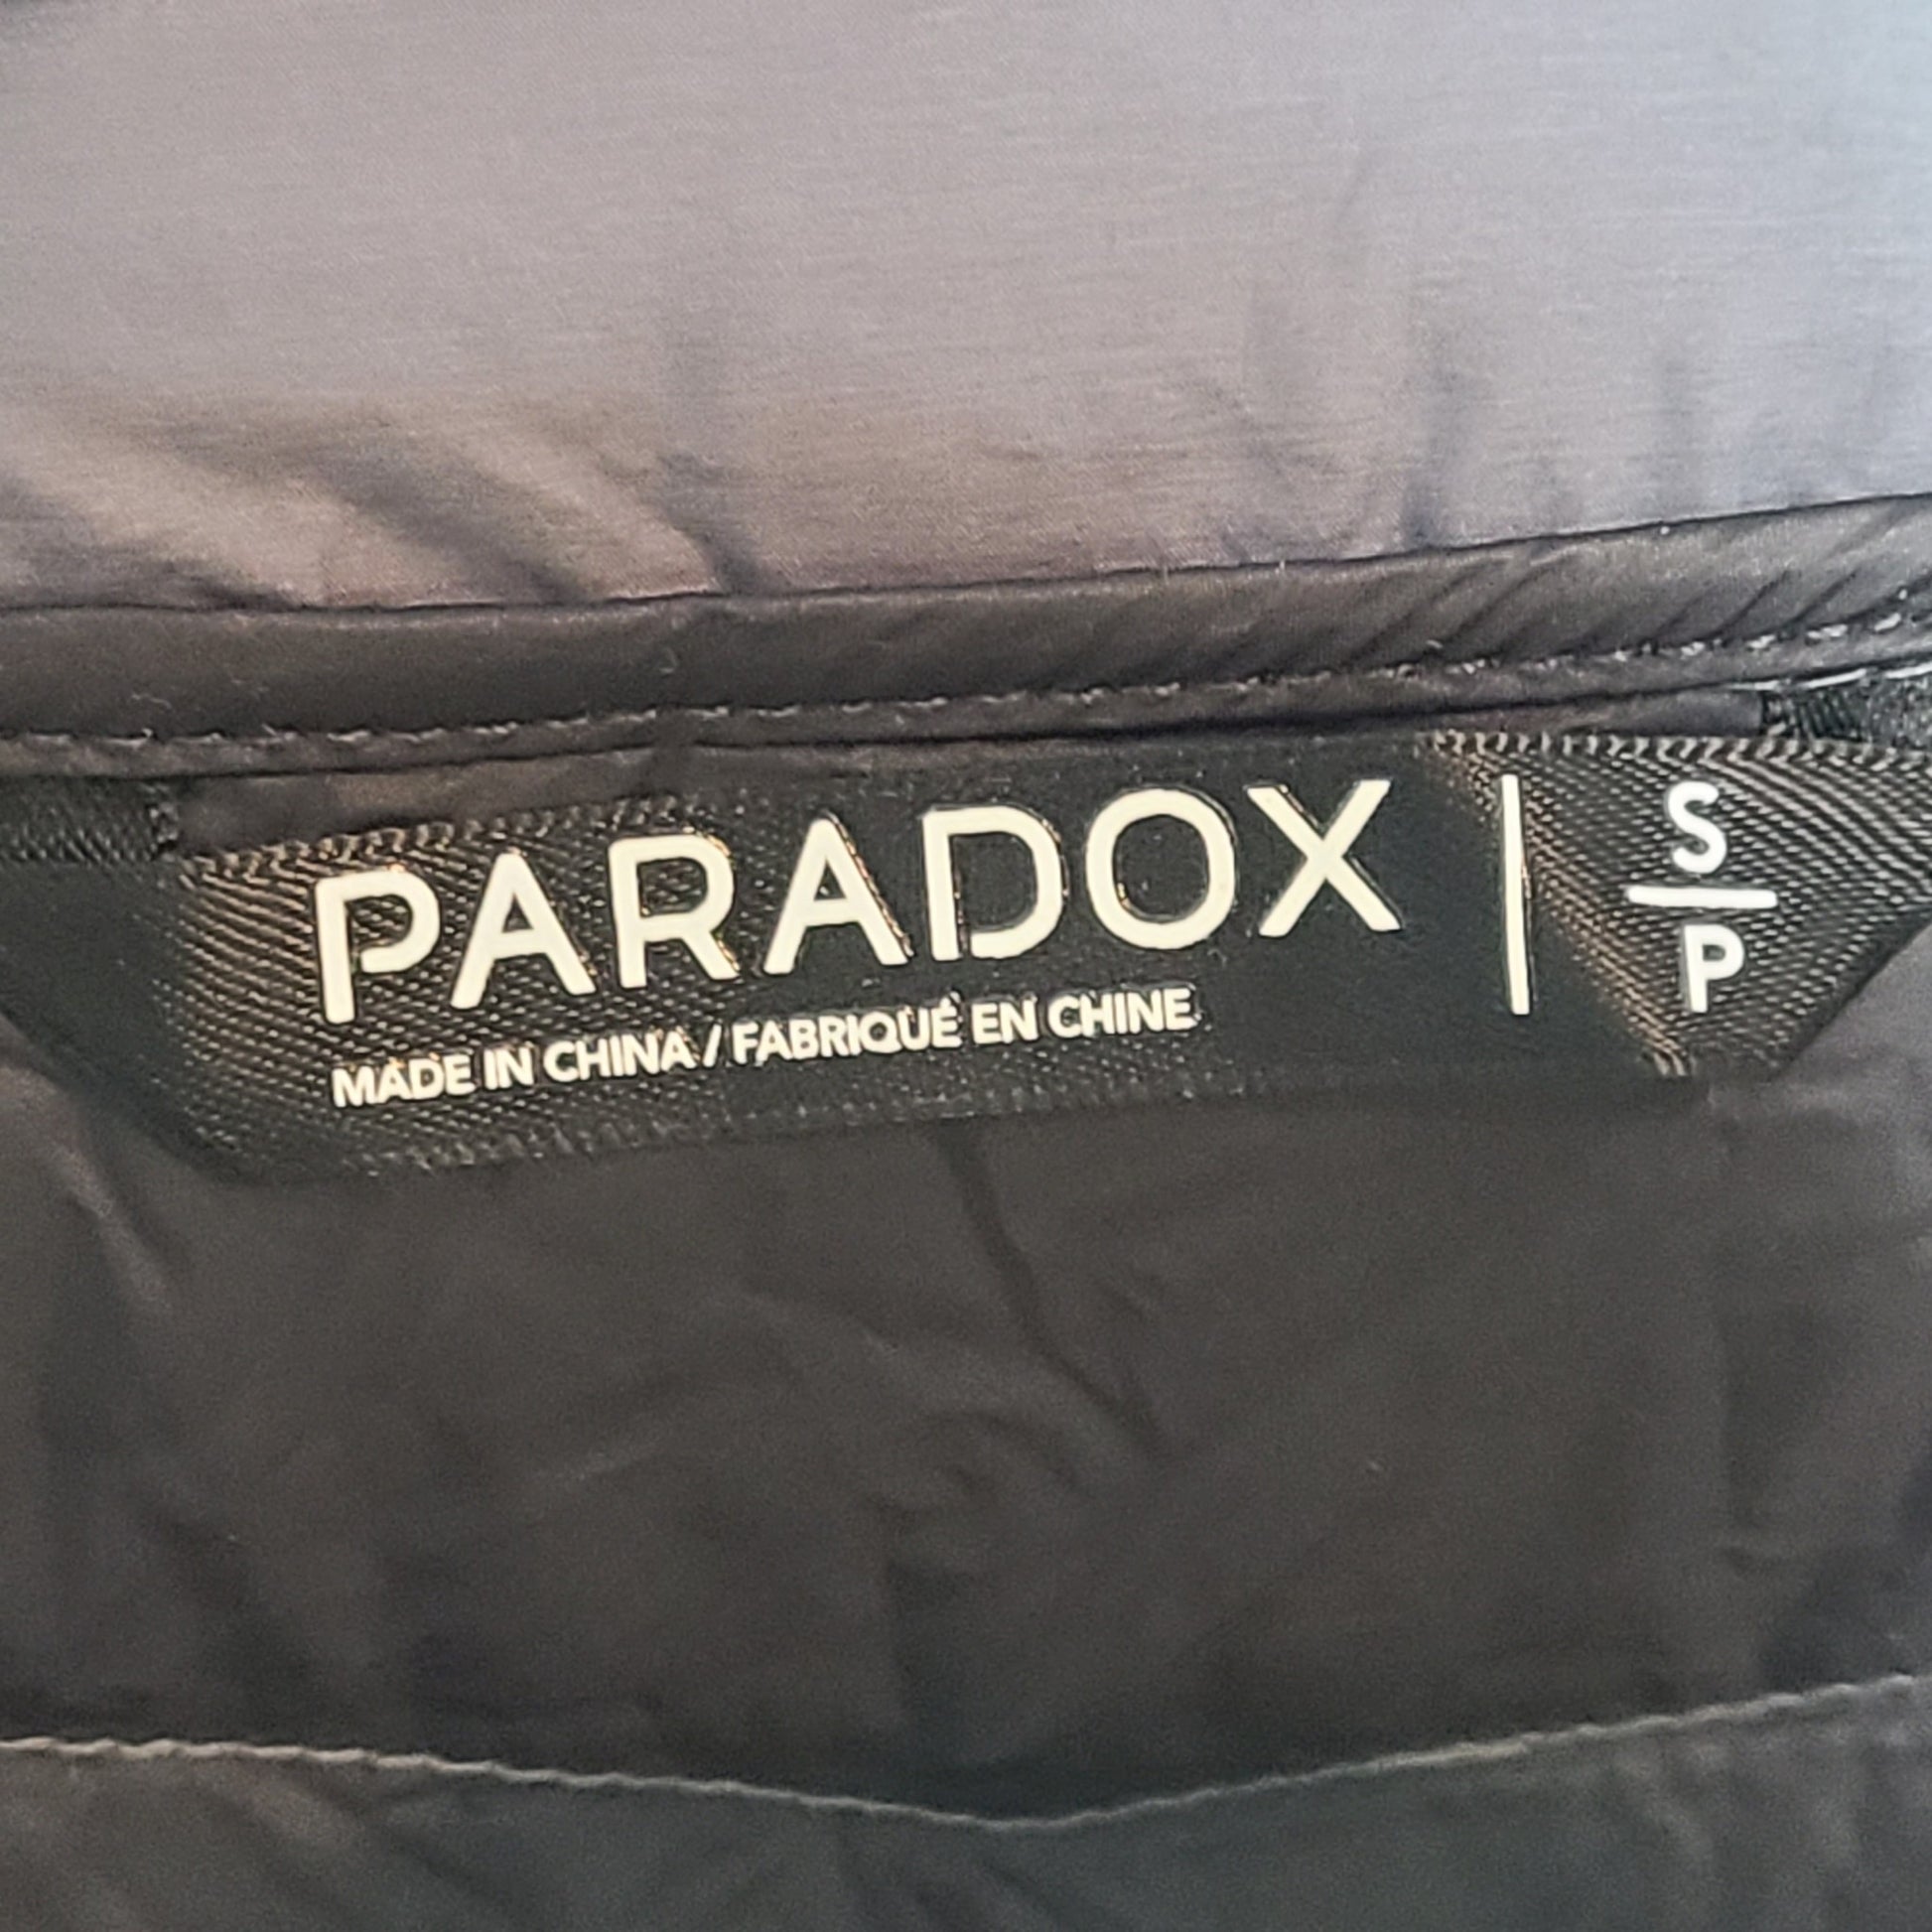 PARADOX
MADE IN CHINA / FABRIQUÉ EN CHINE
S
P